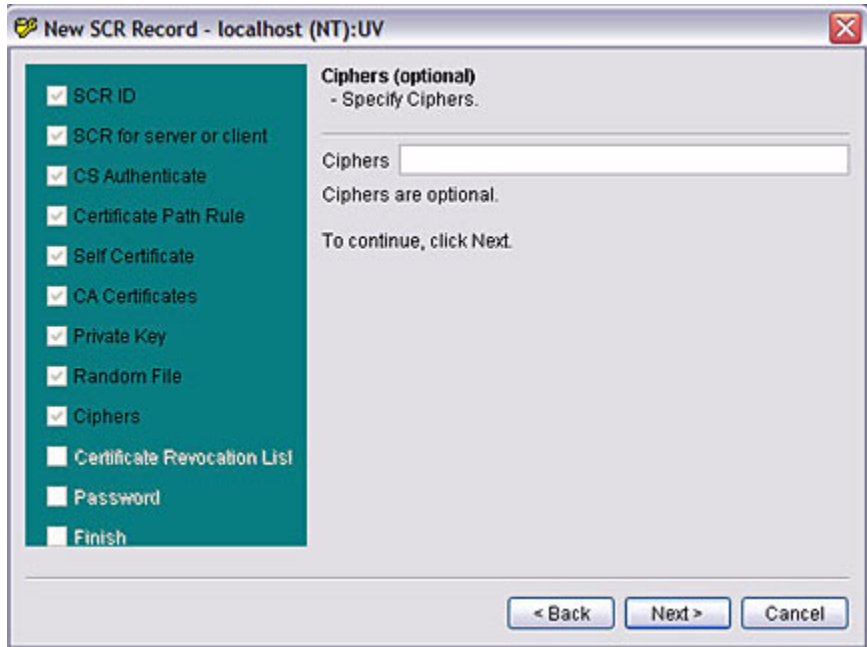 New SCR Record - localhost (NT):UV
SCR ID
SCR for server or client
CS Authenticate
Certificate Path Rule
Self Certificate
CA Certificates
Private Key
Random File
Ciphers
Certificate Revocation List
Password
Finish
Ciphers (optional)
- Specify Ciphers.
Ciphers
Ciphers are optional.
To continue, click Next.
< Back
Next >
Cancel